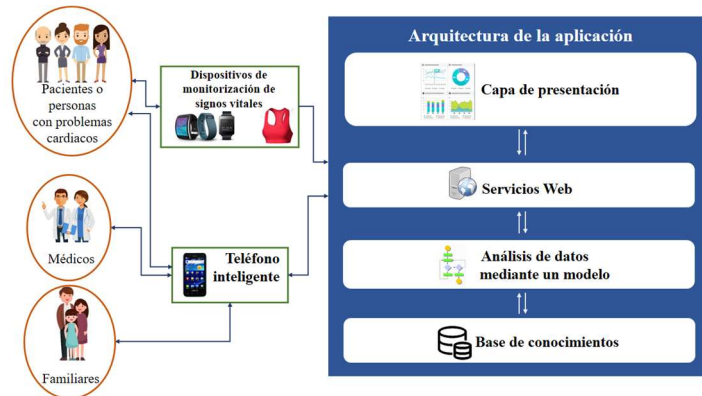 Pacientes o
personas
con problemas
cardiacos
Médicos
Familiares
Dispositivos de
monitorización de
signos vitales
Teléfono
inteligente
Arquitectura de la aplicación
Capa de presentación
Servicios Web
Análisis de datos
mediante un modelo
Base de conocimientos